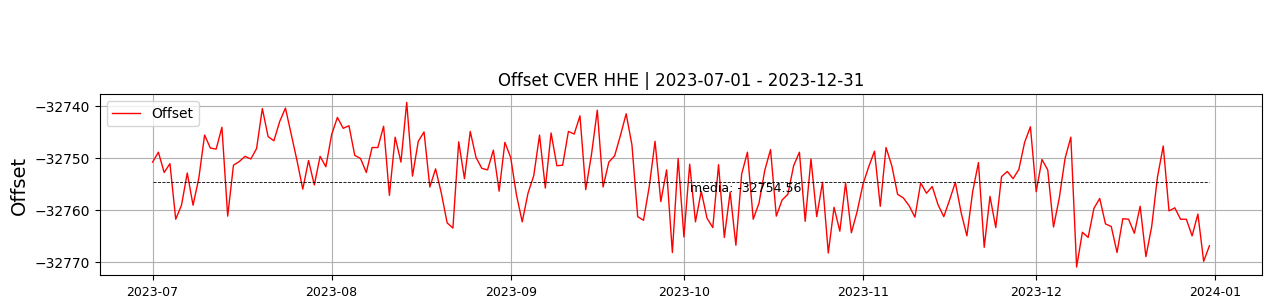 Offset CVER HHE | 2023-07-01 - 2023-12-31
Offset
Offset
−32740
−32750
−32760
−32770
media: -32754.56
2023-07
2023-08
2023-09
2023-10
2023-11
2023-12
2024-01